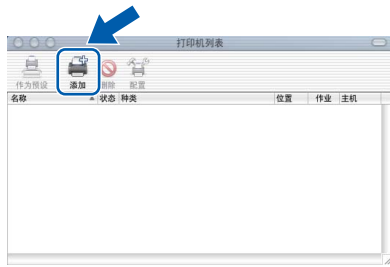 打印机列表
作为预设 添加 删除 配置
名称 状态 种类 位置 作业 主机